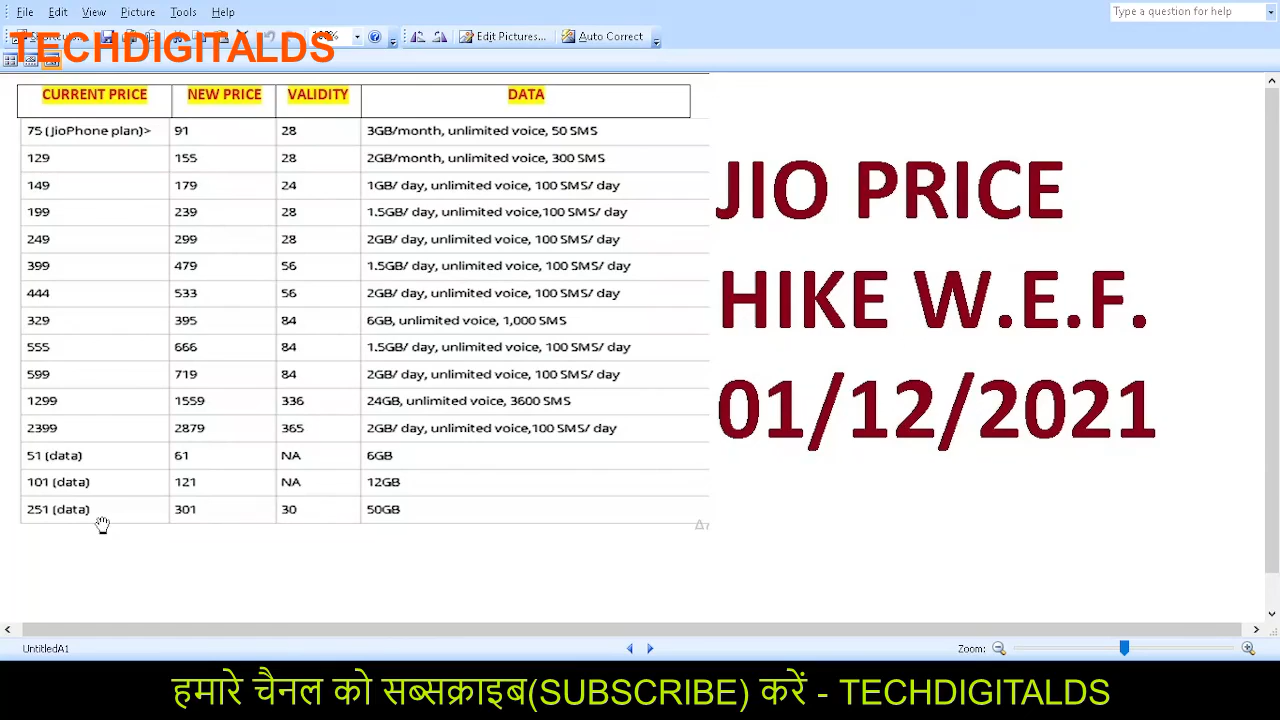 File Edit View Picture Tools Help
Type a question for help
Edit Pictures... Auto Correct
TECHDIGITALDS
CURRENT PRICE NEW PRICE VALIDITY DATA
75 (JioPhone plan)> 91 28 3GB/month, unlimited voice, 50 SMS
129 155 28 2GB/month, unlimited voice, 300 SMS
149 179 24 1GB/ day, unlimited voice, 100 SMS/ day
199 239 28 1.5GB/ day, unlimited voice,100 SMS/ day
249 299 28 2GB/ day, unlimited voice, 100 SMS/ day
399 479 56 1.5GB/ day, unlimited voice, 100 SMS/ day
444 533 56 2GB/ day, unlimited voice, 100 SMS/ day
329 395 84 6GB, unlimited voice, 1,000 SMS
555 666 84 1.5GB/ day, unlimited voice, 100 SMS/ day
599 719 84 2GB/ day, unlimited voice, 100 SMS/ day
1299 1559 336 24GB, unlimited voice, 3600 SMS
2399 2879 365 2GB/ day, unlimited voice,100 SMS/ day
51 (data) 61 NA 6GB
101 (data) 121 NA 12GB
251 (data) 301 30 50GB
JIO PRICE
HIKE W.E.F.
01/12/2021
UntitledA1
Zoom:
हमारे चैनल को सब्सक्राइब(SUBSCRIBE) करें - TECHDIGITALDS